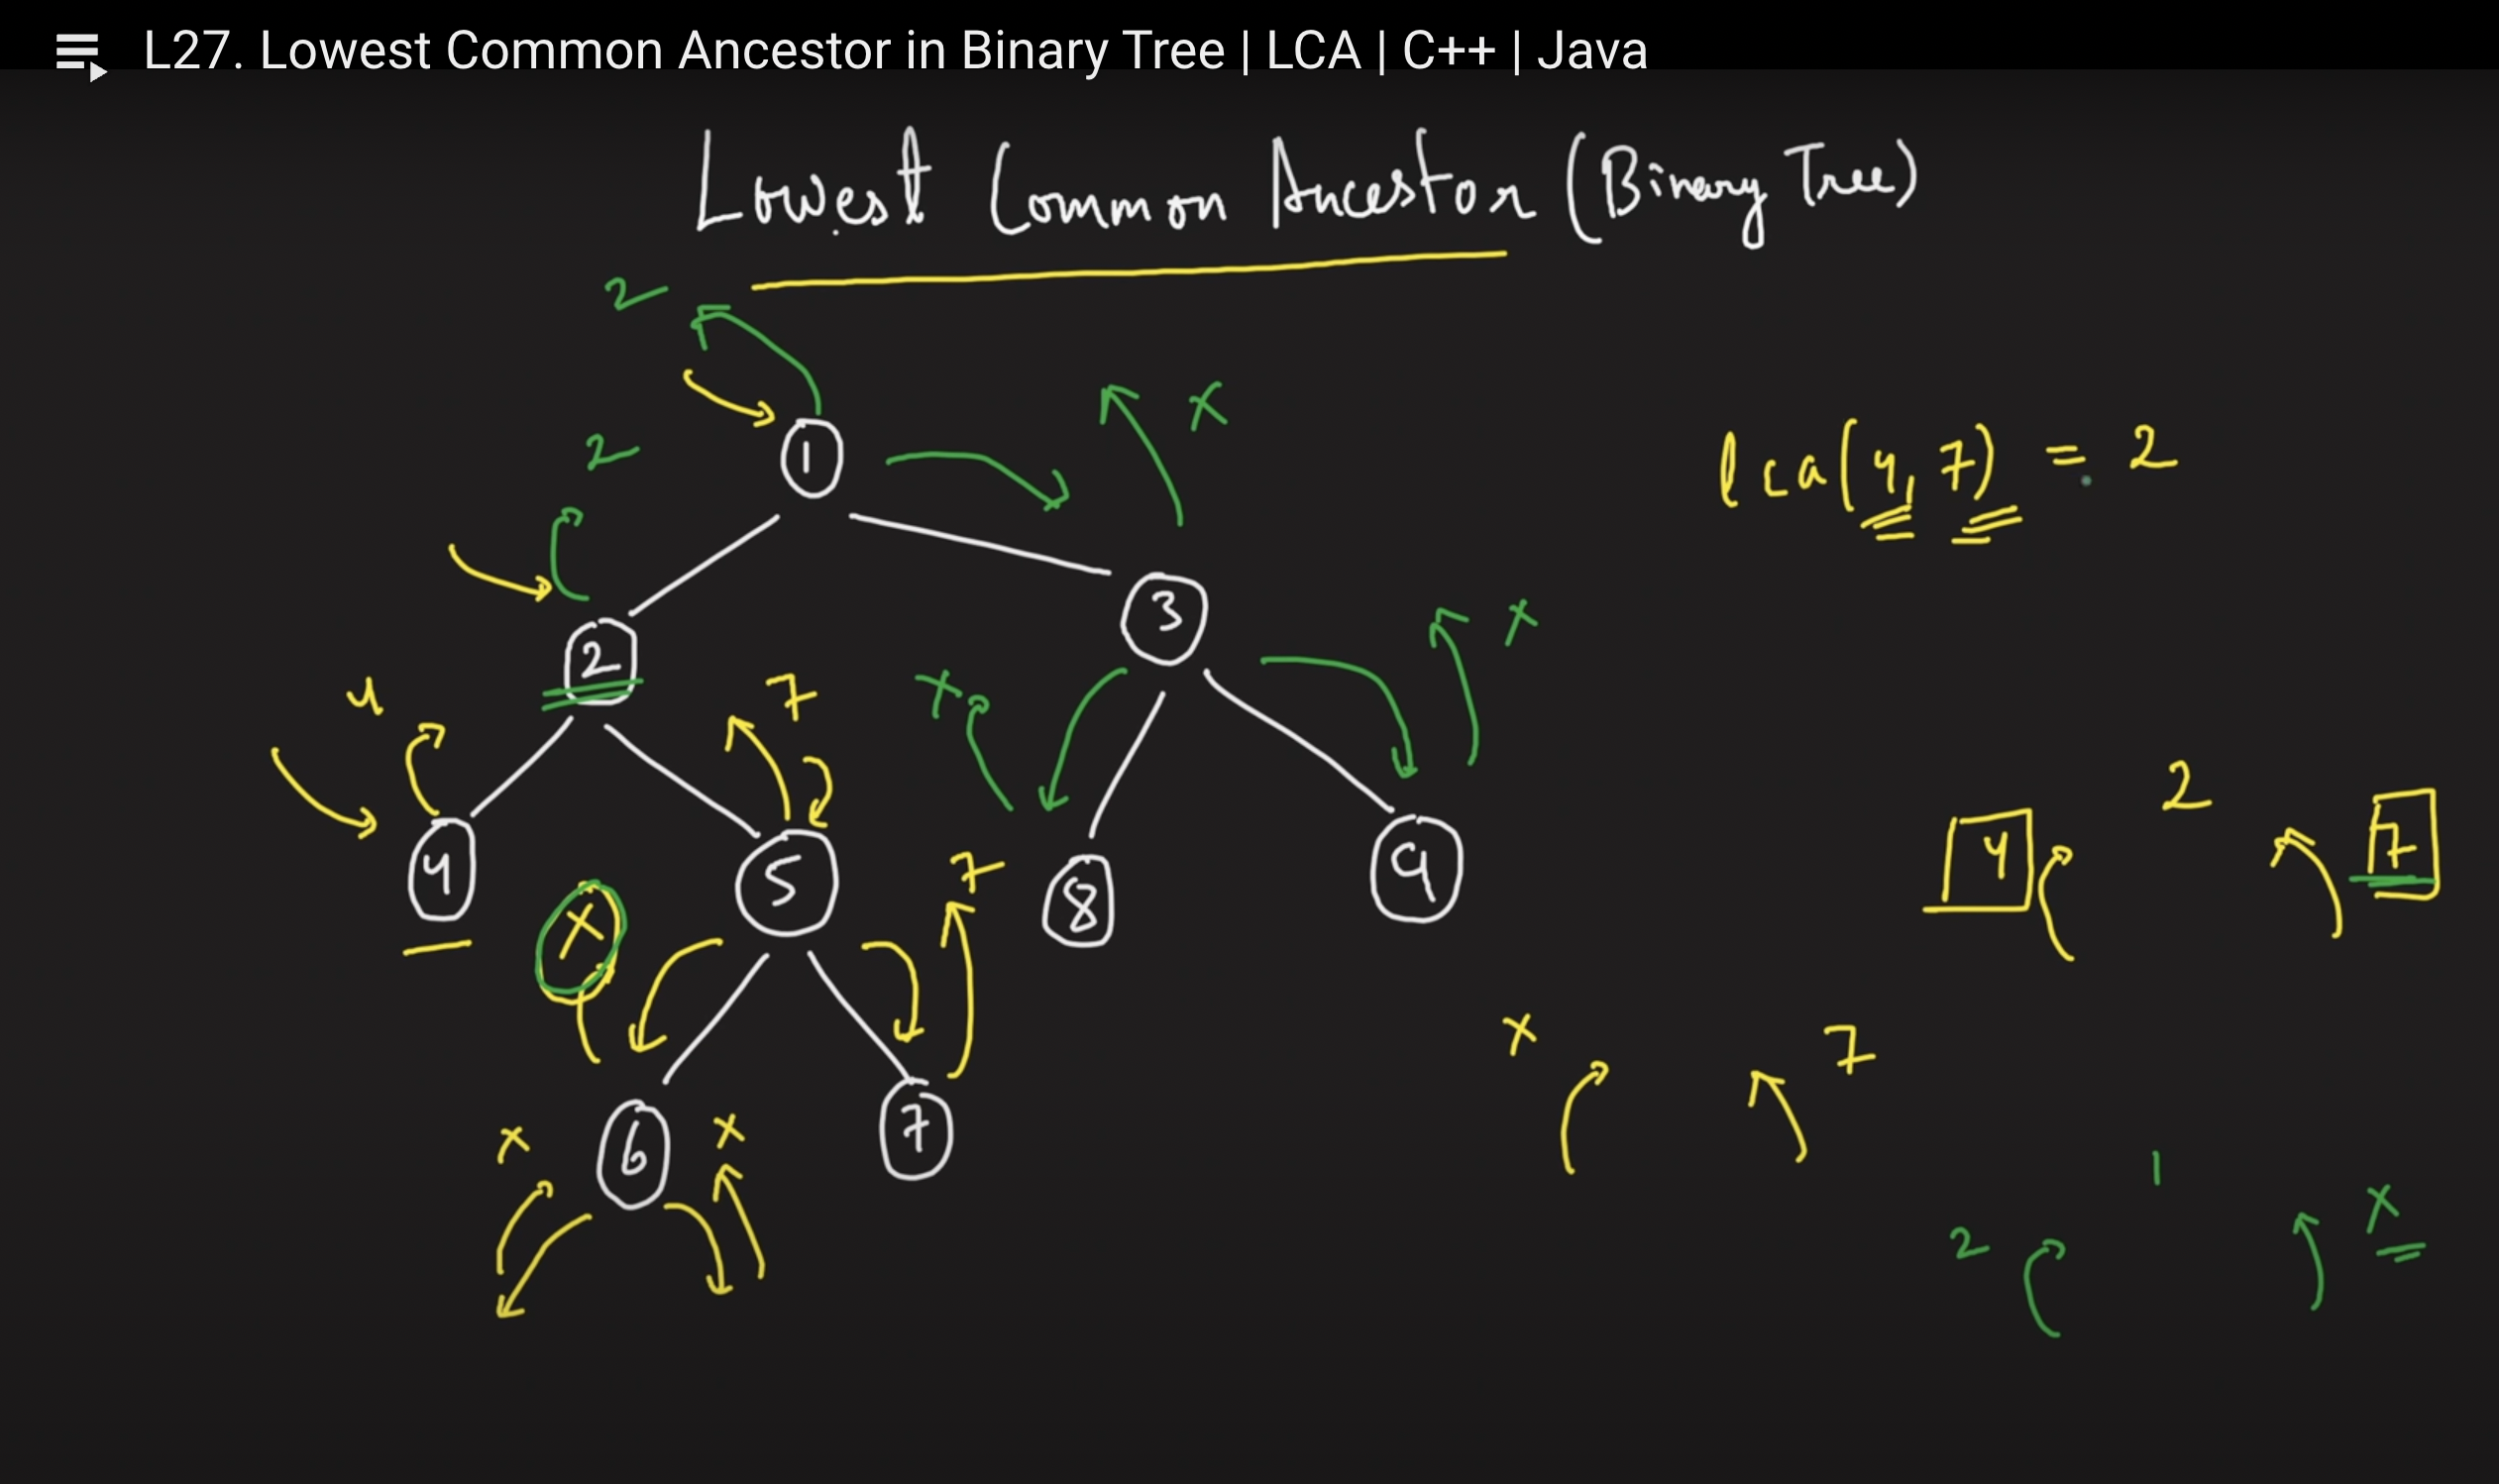 L27. Lowest Common Ancestor in Binary Tree | LCA | C++ | Java
Lowest Common Ancestor (Binary Tree)
2
x
2
1
lca(4, 7) = 2
3
x
2
x
4
7
2
4
7
4
5
7
8
9
x
x
7
x
x
6
7
1
2
x